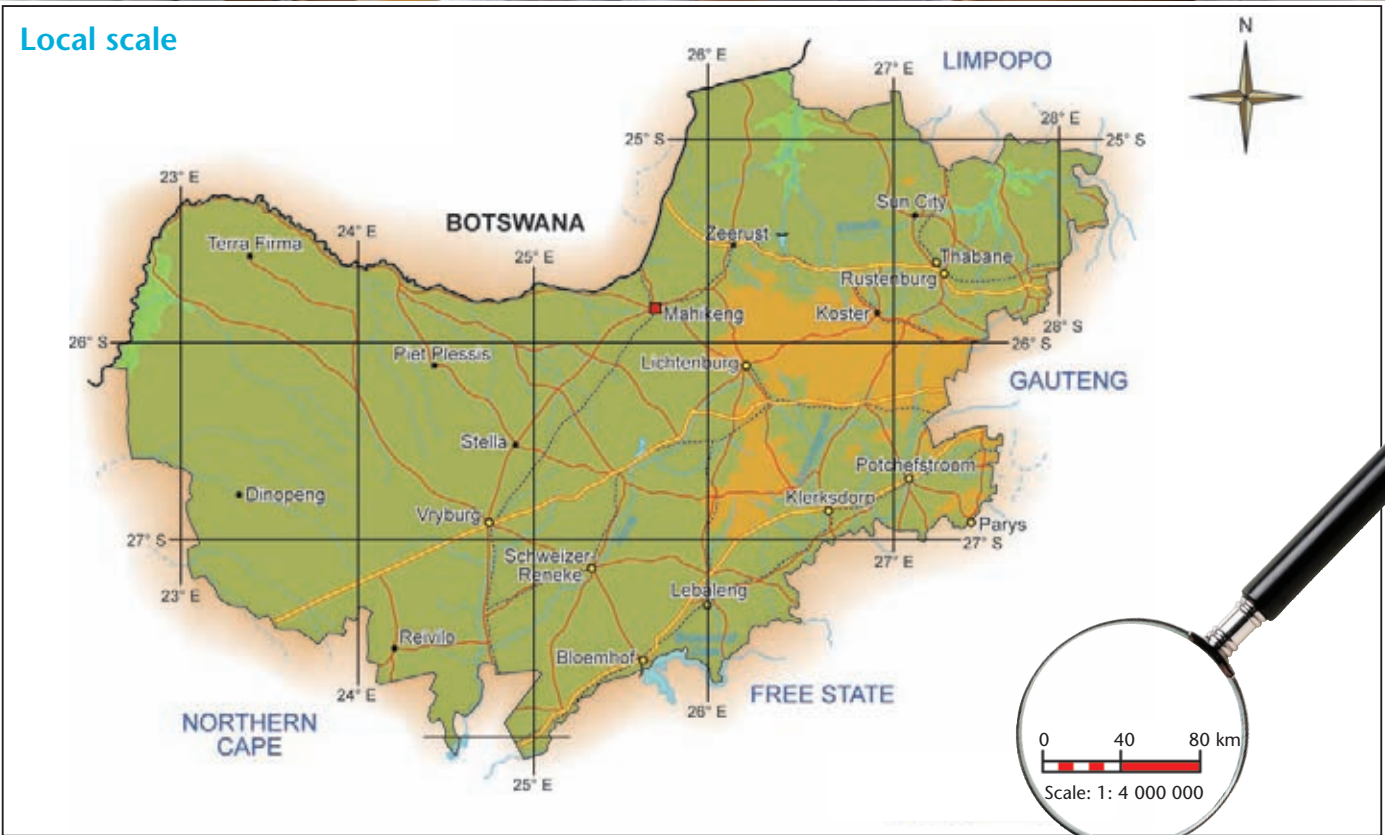 Local scale
N
26° E
27° E
LIMPOPO
28° E
25° S
25° S
23° E
Sun City
BOTSWANA
24° E
Zeerust
Terra Firma
25° E
Thabane
Rustenburg
Mahikeng
Koster
28° S
26° S
26° S
Piet Plessis
Lichtenburg
GAUTENG
Stella
Potchefstroom
Dinopeng
Klerksdorp
Vryburg
Parys
27° S
27° S
Schweizer-
Reneke
27° E
23° E
Lebaleng
Reivilo
Bloemhof
24° E
FREE STATE
26° E
NORTHERN
CAPE
25° E
0 40 80 km
Scale: 1: 4 000 000